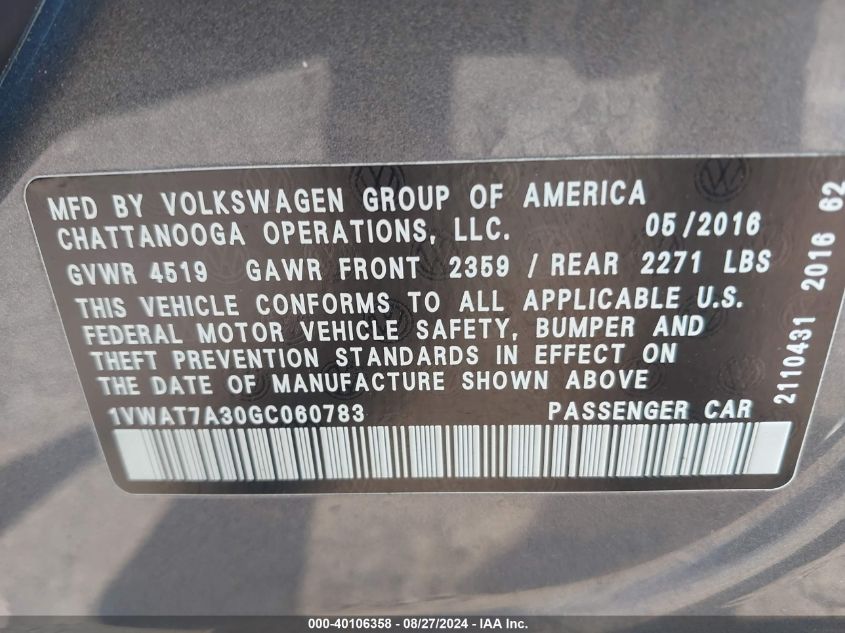 MFD BY VOLKSWAGEN GROUP OF AMERICA
CHATTANOOGA OPERATIONS, LLC. 05/2016
GVWR 4519 GAWR FRONT 2359 / REAR 2271 LBS
THIS VEHICLE CONFORMS TO ALL APPLICABLE U.S.
FEDERAL MOTOR VEHICLE SAFETY, BUMPER AND
THEFT PREVENTION STANDARDS IN EFFECT ON
THE DATE OF MANUFACTURE SHOWN ABOVE
1VWAT7A30GC060783 PASSENGER CAR
2110431 2016 62
000-40106358 - 08/27/2024 - IAA Inc.